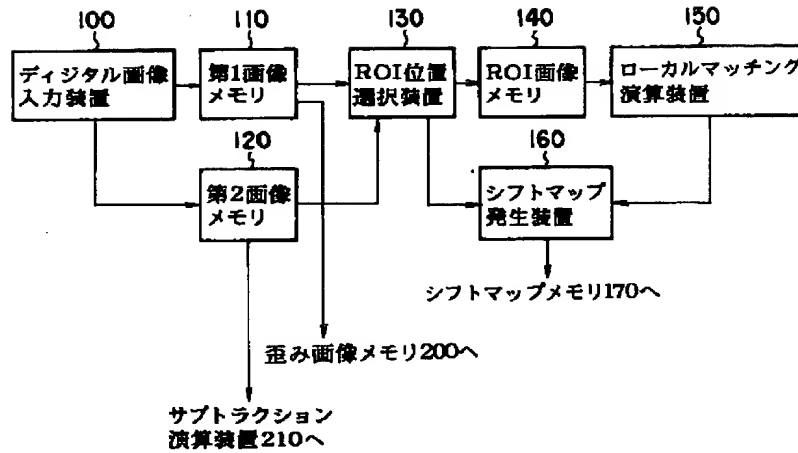 100
110
130
140
150
ディジタル画像
入力装置
第1画像
メモリ
ROI位置
選択装置
ROI画像
メモリ
ローカルマッチング
演算装置
120
160
第2画像
メモリ
シフトマップ
発生装置
シフトマップメモリ170へ
歪み画像メモリ200へ
サブトラクション
演算装置210へ